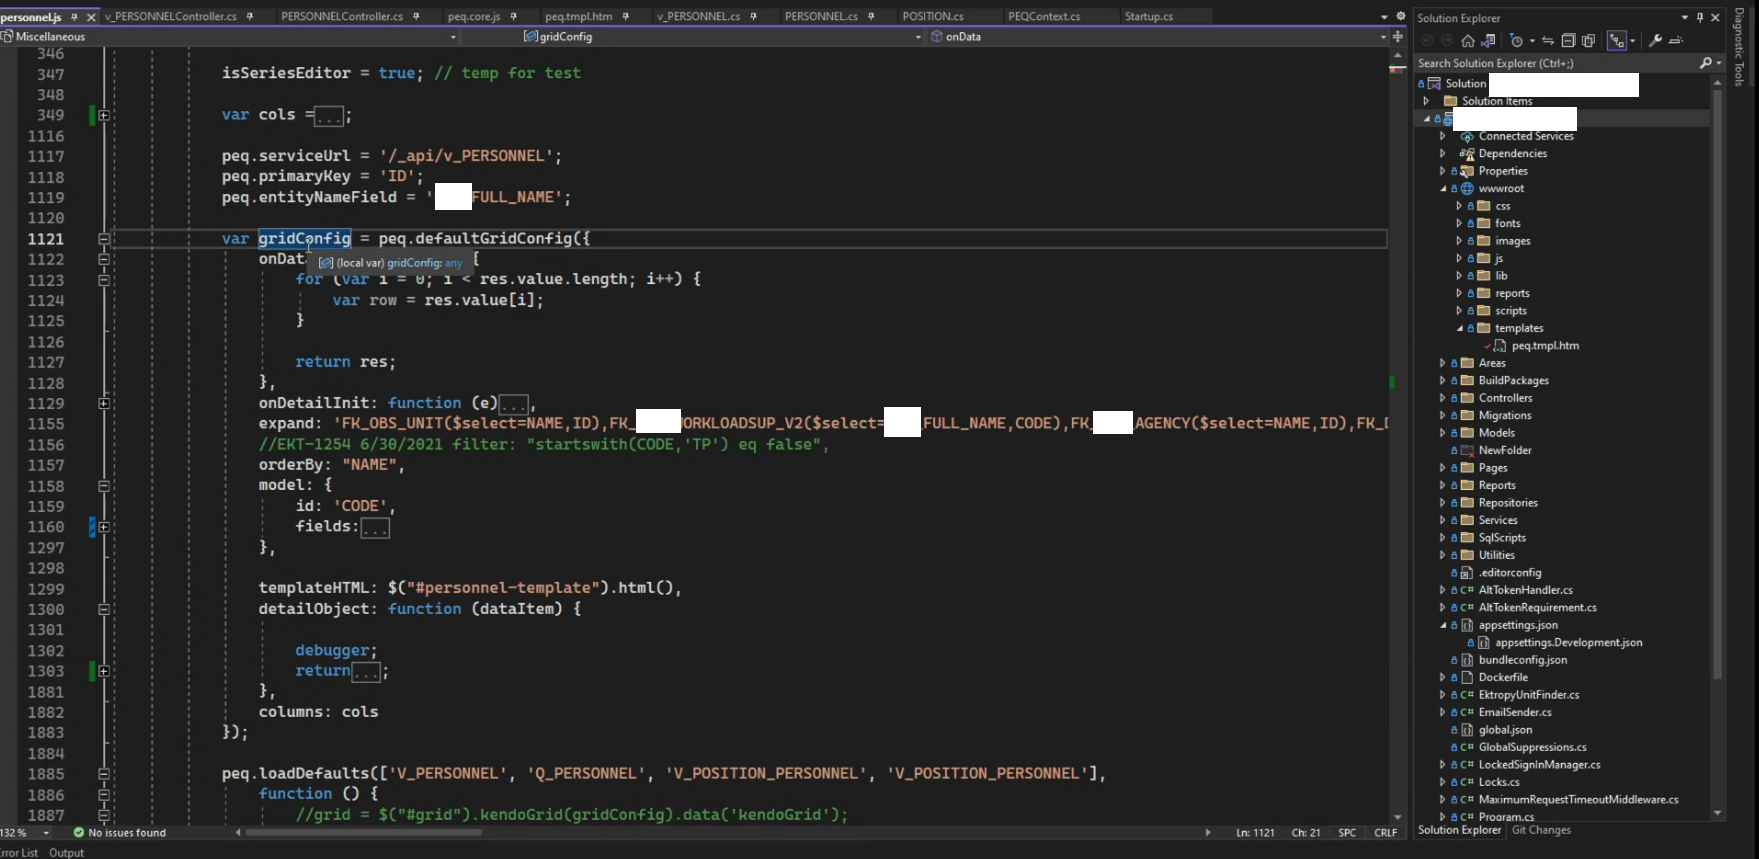 personnel.js
v_PERSONNELController.cs
PERSONNELController.cs
peq.core.js
peq.tmpl.htm
v_PERSONNEL.cs
PERSONNEL.cs
POSITION.cs
PEQContext.cs
Startup.cs
Miscellaneous
gridConfig
onData
346
347 isSeriesEditor = true; // temp for test
348
349 var cols =...;
1116
1117 peq.serviceUrl = '/_api/v_PERSONNEL';
1118 peq.primaryKey = 'ID';
1119 peq.entityNameField = ' FULL_NAME';
1120
1121 var gridConfig = peq.defaultGridConfig({
1122 onDat {
(local var) gridConfig: any
1123 for (var i = 0; i < res.value.length; i++) {
1124 var row = res.value[i];
1125 }
1126
1127 return res;
1128 },
1129 onDetailInit: function (e)...,
1155 expand: 'FK_OBS_UNIT($select=NAME,ID),FK_ ORKLOADSUP_V2($select= _FULL_NAME,CODE),FK_ _AGENCY($select=NAME,ID),FK_D
1156 //EKT-1254 6/30/2021 filter: "startswith(CODE,'TP') eq false",
1157 orderBy: "NAME",
1158 model: {
1159 id: 'CODE',
1160 fields:...
1297 },
1298
1299 templateHTML: $("#personnel-template").html(),
1300 detailObject: function (dataItem) {
1301
1302 debugger;
1303 return...;
1881 },
1882 columns: cols
1883 });
1884
1885 peq.loadDefaults(['V_PERSONNEL', 'Q_PERSONNEL', 'V_POSITION_PERSONNEL', 'V_POSITION_PERSONNEL'],
1886 function () {
1887 //grid = $("#grid").kendoGrid(gridConfig).data('kendoGrid');
132 %
No issues found
Ln: 1121
Ch: 21
SPC
CRLF
Error List
Output
Solution Explorer
Search Solution Explorer (Ctrl+;)
Solution
Solution Items
Connected Services
Dependencies
Properties
wwwroot
css
fonts
images
js
lib
reports
scripts
templates
peq.tmpl.htm
Areas
BuildPackages
Controllers
Migrations
Models
NewFolder
Pages
Reports
Repositories
Services
SqlScripts
Utilities
.editorconfig
C# AltTokenHandler.cs
C# AltTokenRequirement.cs
appsettings.json
appsettings.Development.json
bundleconfig.json
Dockerfile
C# EktropyUnitFinder.cs
C# EmailSender.cs
global.json
C# GlobalSuppressions.cs
C# LockedSignInManager.cs
C# Locks.cs
C# MaximumRequestTimeoutMiddleware.cs
C# Program.cs
Solution Explorer
Git Changes
Diagnostic Tools